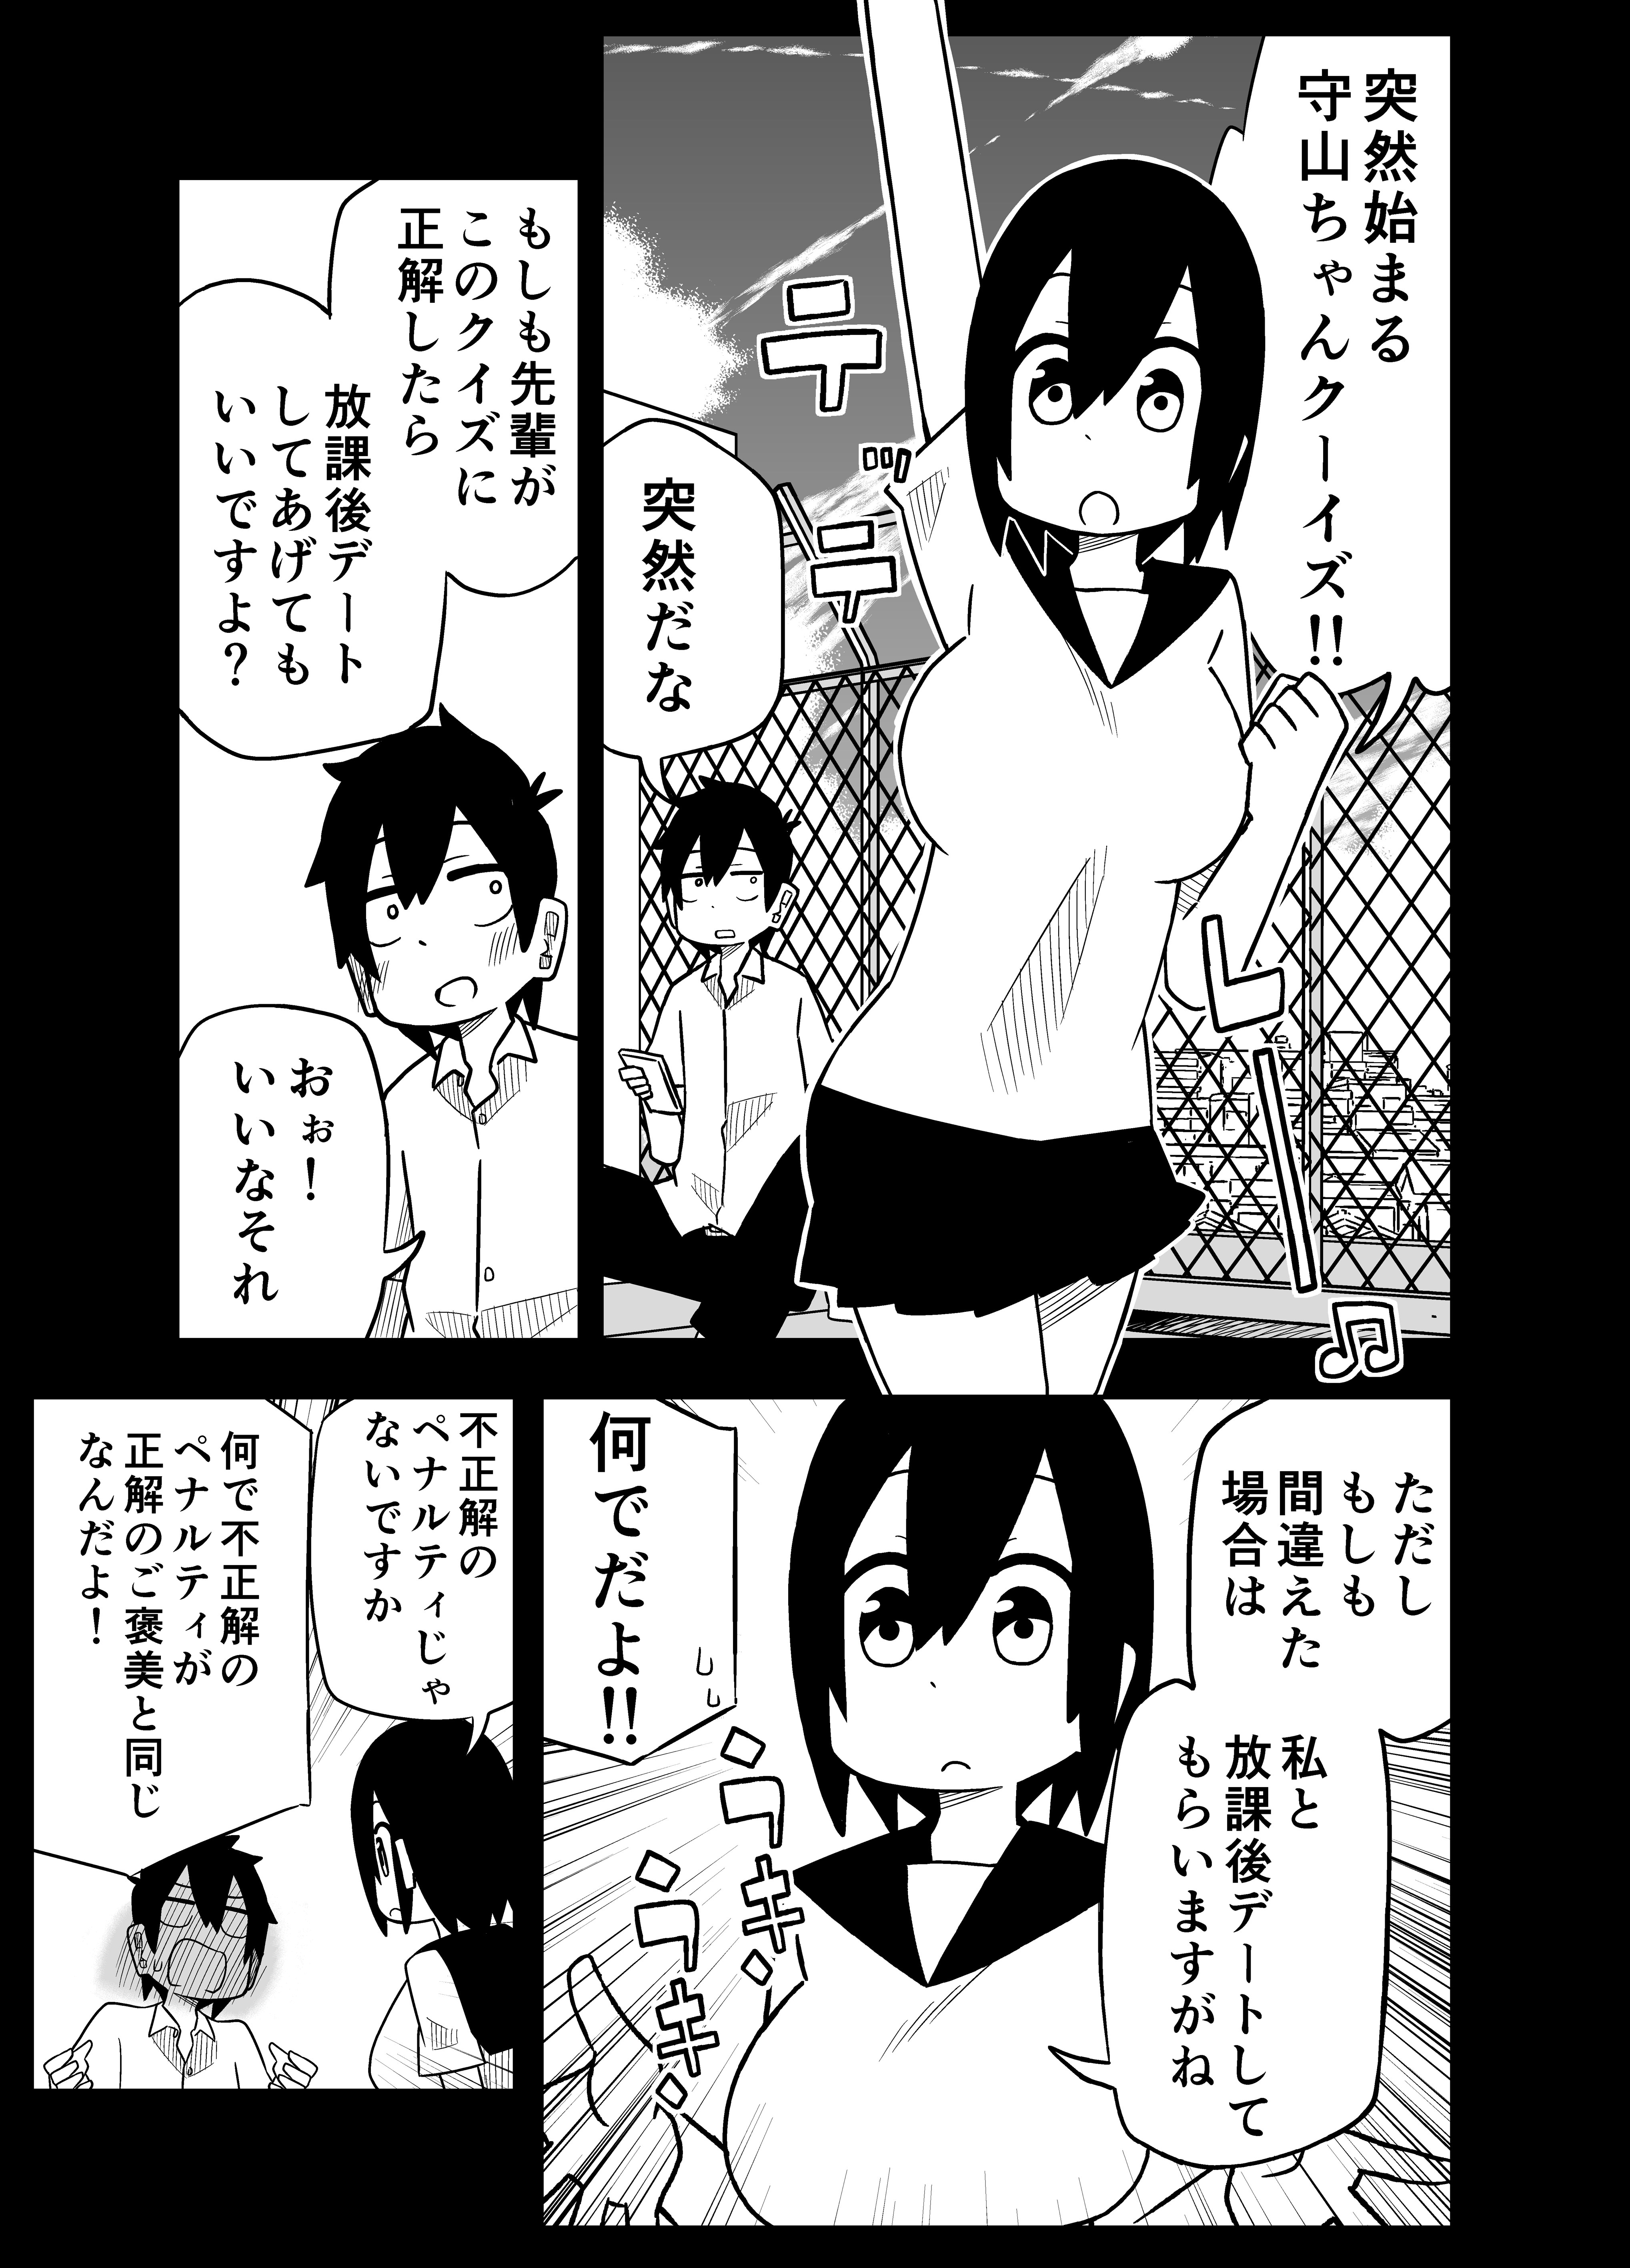 突然始まる
守山ちゃんクーイズ!!
テ
ッ
テ
レ
ー
♫
突然だな
もしも先輩が
このクイズに
正解したら
放課後デート
してあげても
いいですよ？
おぉ！
いいなそれ
ただし
もしも
間違えた
場合は
私と
放課後デートして
もらいますがね
何でだよ!!
ゴキゴキ
不正解の
ペナルティじゃ
ないですか
何で不正解の
ペナルティが
正解のご褒美と同じ
なんだよ！